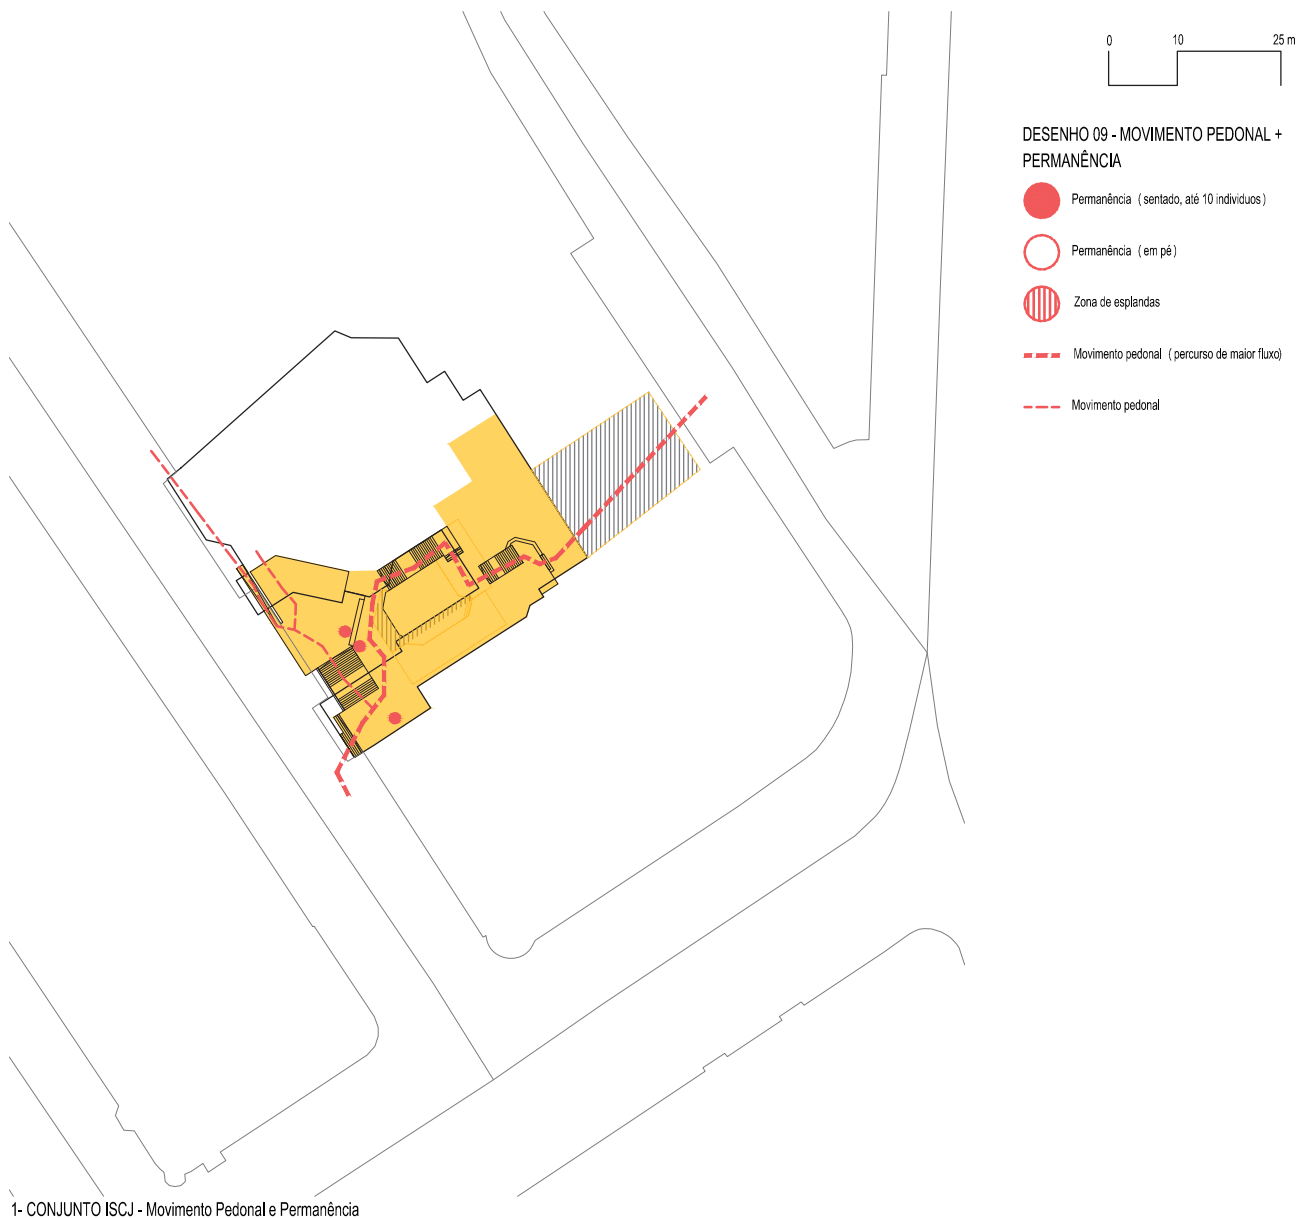 0 10 25 m
DESENHO 09 - MOVIMENTO PEDONAL +
PERMANÊNCIA
Permanência ( sentado, até 10 individuos )
Permanência ( em pé )
Zona de esplandas
Movimento pedonal ( percurso de maior fluxo)
Movimento pedonal
1- CONJUNTO ISCJ - Movimento Pedonal e Permanência